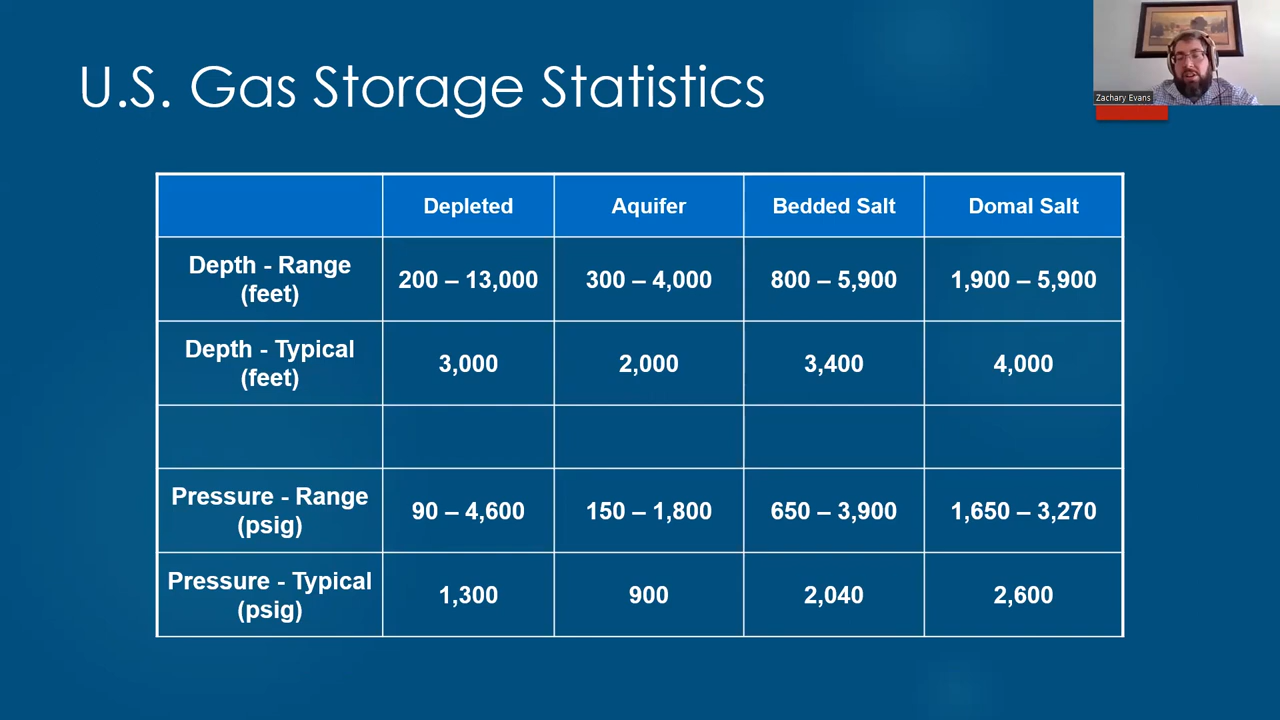 U.S. Gas Storage Statistics
Zachary Evans
Depleted Aquifer Bedded Salt Domal Salt
Depth - Range
(feet)
200 – 13,000 300 – 4,000 800 – 5,900 1,900 – 5,900
Depth - Typical
(feet)
3,000 2,000 3,400 4,000
Pressure - Range
(psig)
90 – 4,600 150 – 1,800 650 – 3,900 1,650 – 3,270
Pressure - Typical
(psig)
1,300 900 2,040 2,600